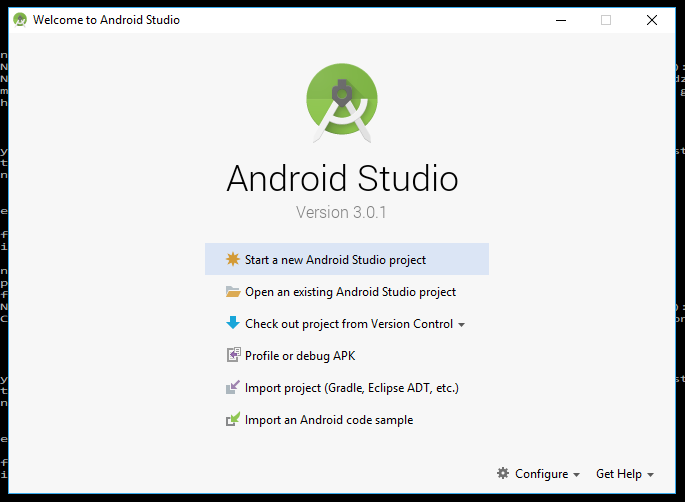 Welcome to Android Studio
Android Studio
Version 3.0.1
Start a new Android Studio project
Open an existing Android Studio project
Check out project from Version Control
Profile or debug APK
Import project (Gradle, Eclipse ADT, etc.)
Import an Android code sample
Configure
Get Help